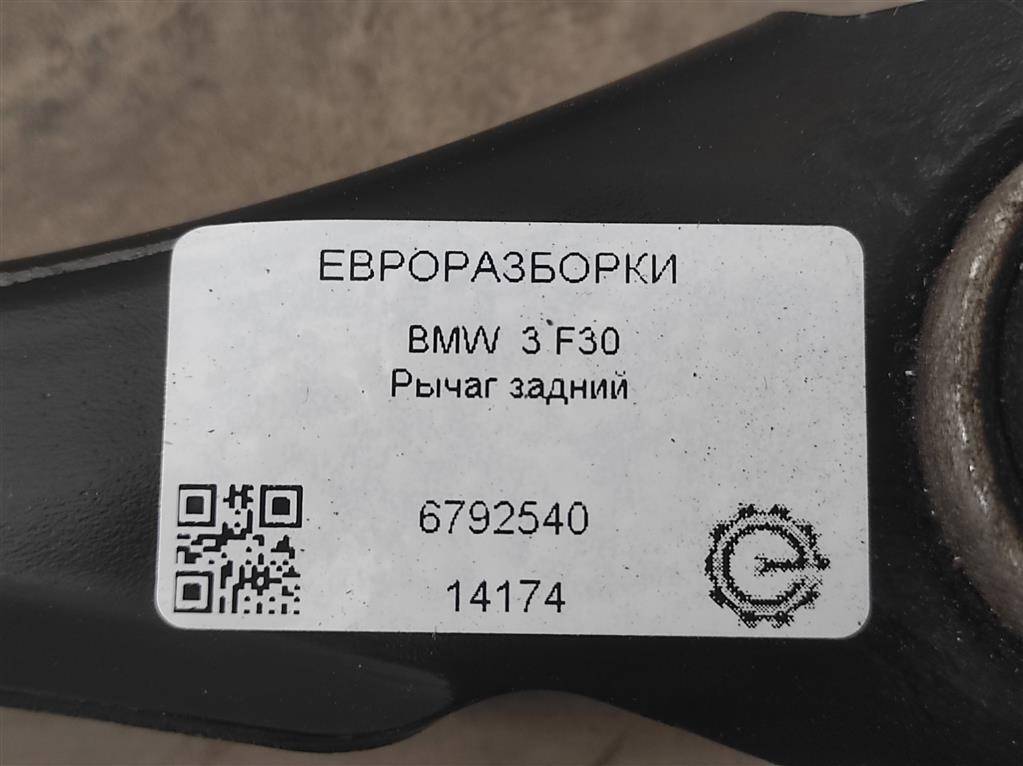 ЕВРОРАЗБОРКИ
BMW 3 F30
Рычаг задний
6792540
14174